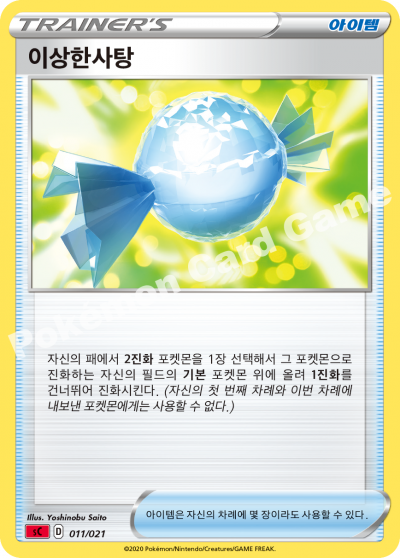 TRAINER'S
아이템
이상한사탕
자신의 패에서 2진화 포켓몬을 1장 선택해서 그 포켓몬으로
진화하는 자신의 필드의 기본 포켓몬 위에 올려 1진화를
건너뛰어 진화시킨다. (자신의 첫 번째 차례와 이번 차례에
내보낸 포켓몬에게는 사용할 수 없다.)
Pokémon Card Game
Illus. Yoshinobu Saito
sC D 011/021
아이템은 자신의 차례에 몇 장이라도 사용할 수 있다.
©2020 Pokémon/Nintendo/Creatures/GAME FREAK.